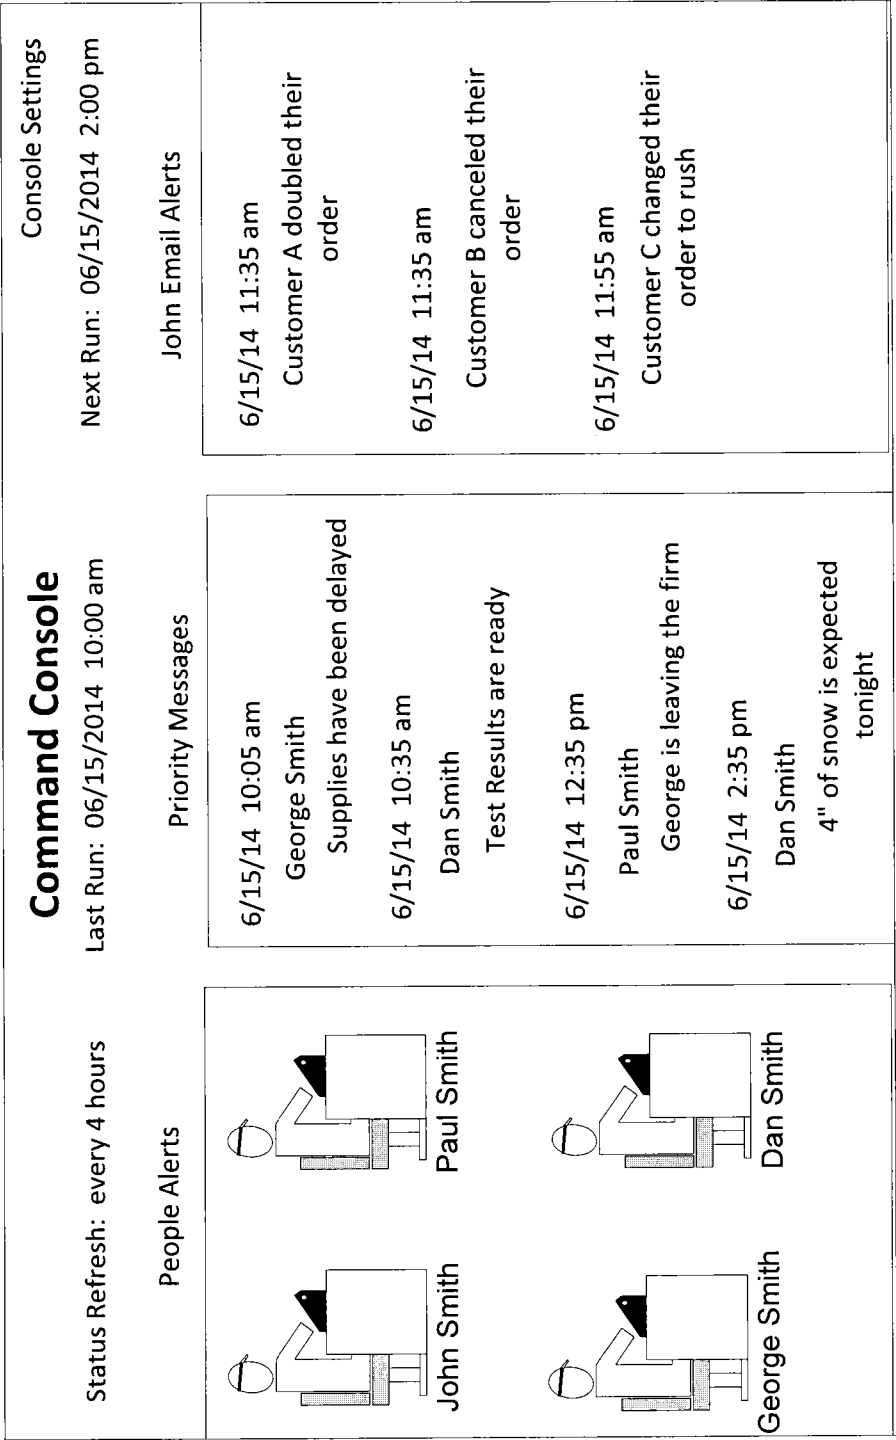 Console Settings
Command Console
Status Refresh: every 4 hours
Last Run: 06/15/2014 10:00 am
Next Run: 06/15/2014 2:00 pm
People Alerts
John Smith
Paul Smith
George Smith
Dan Smith
Priority Messages
6/15/14 10:05 am
George Smith
Supplies have been delayed
6/15/14 10:35 am
Dan Smith
Test Results are ready
6/15/14 12:35 pm
Paul Smith
George is leaving the firm
6/15/14 2:35 pm
Dan Smith
4" of snow is expected
tonight
John Email Alerts
6/15/14 11:35 am
Customer A doubled their
order
6/15/14 11:35 am
Customer B canceled their
order
6/15/14 11:55 am
Customer C changed their
order to rush